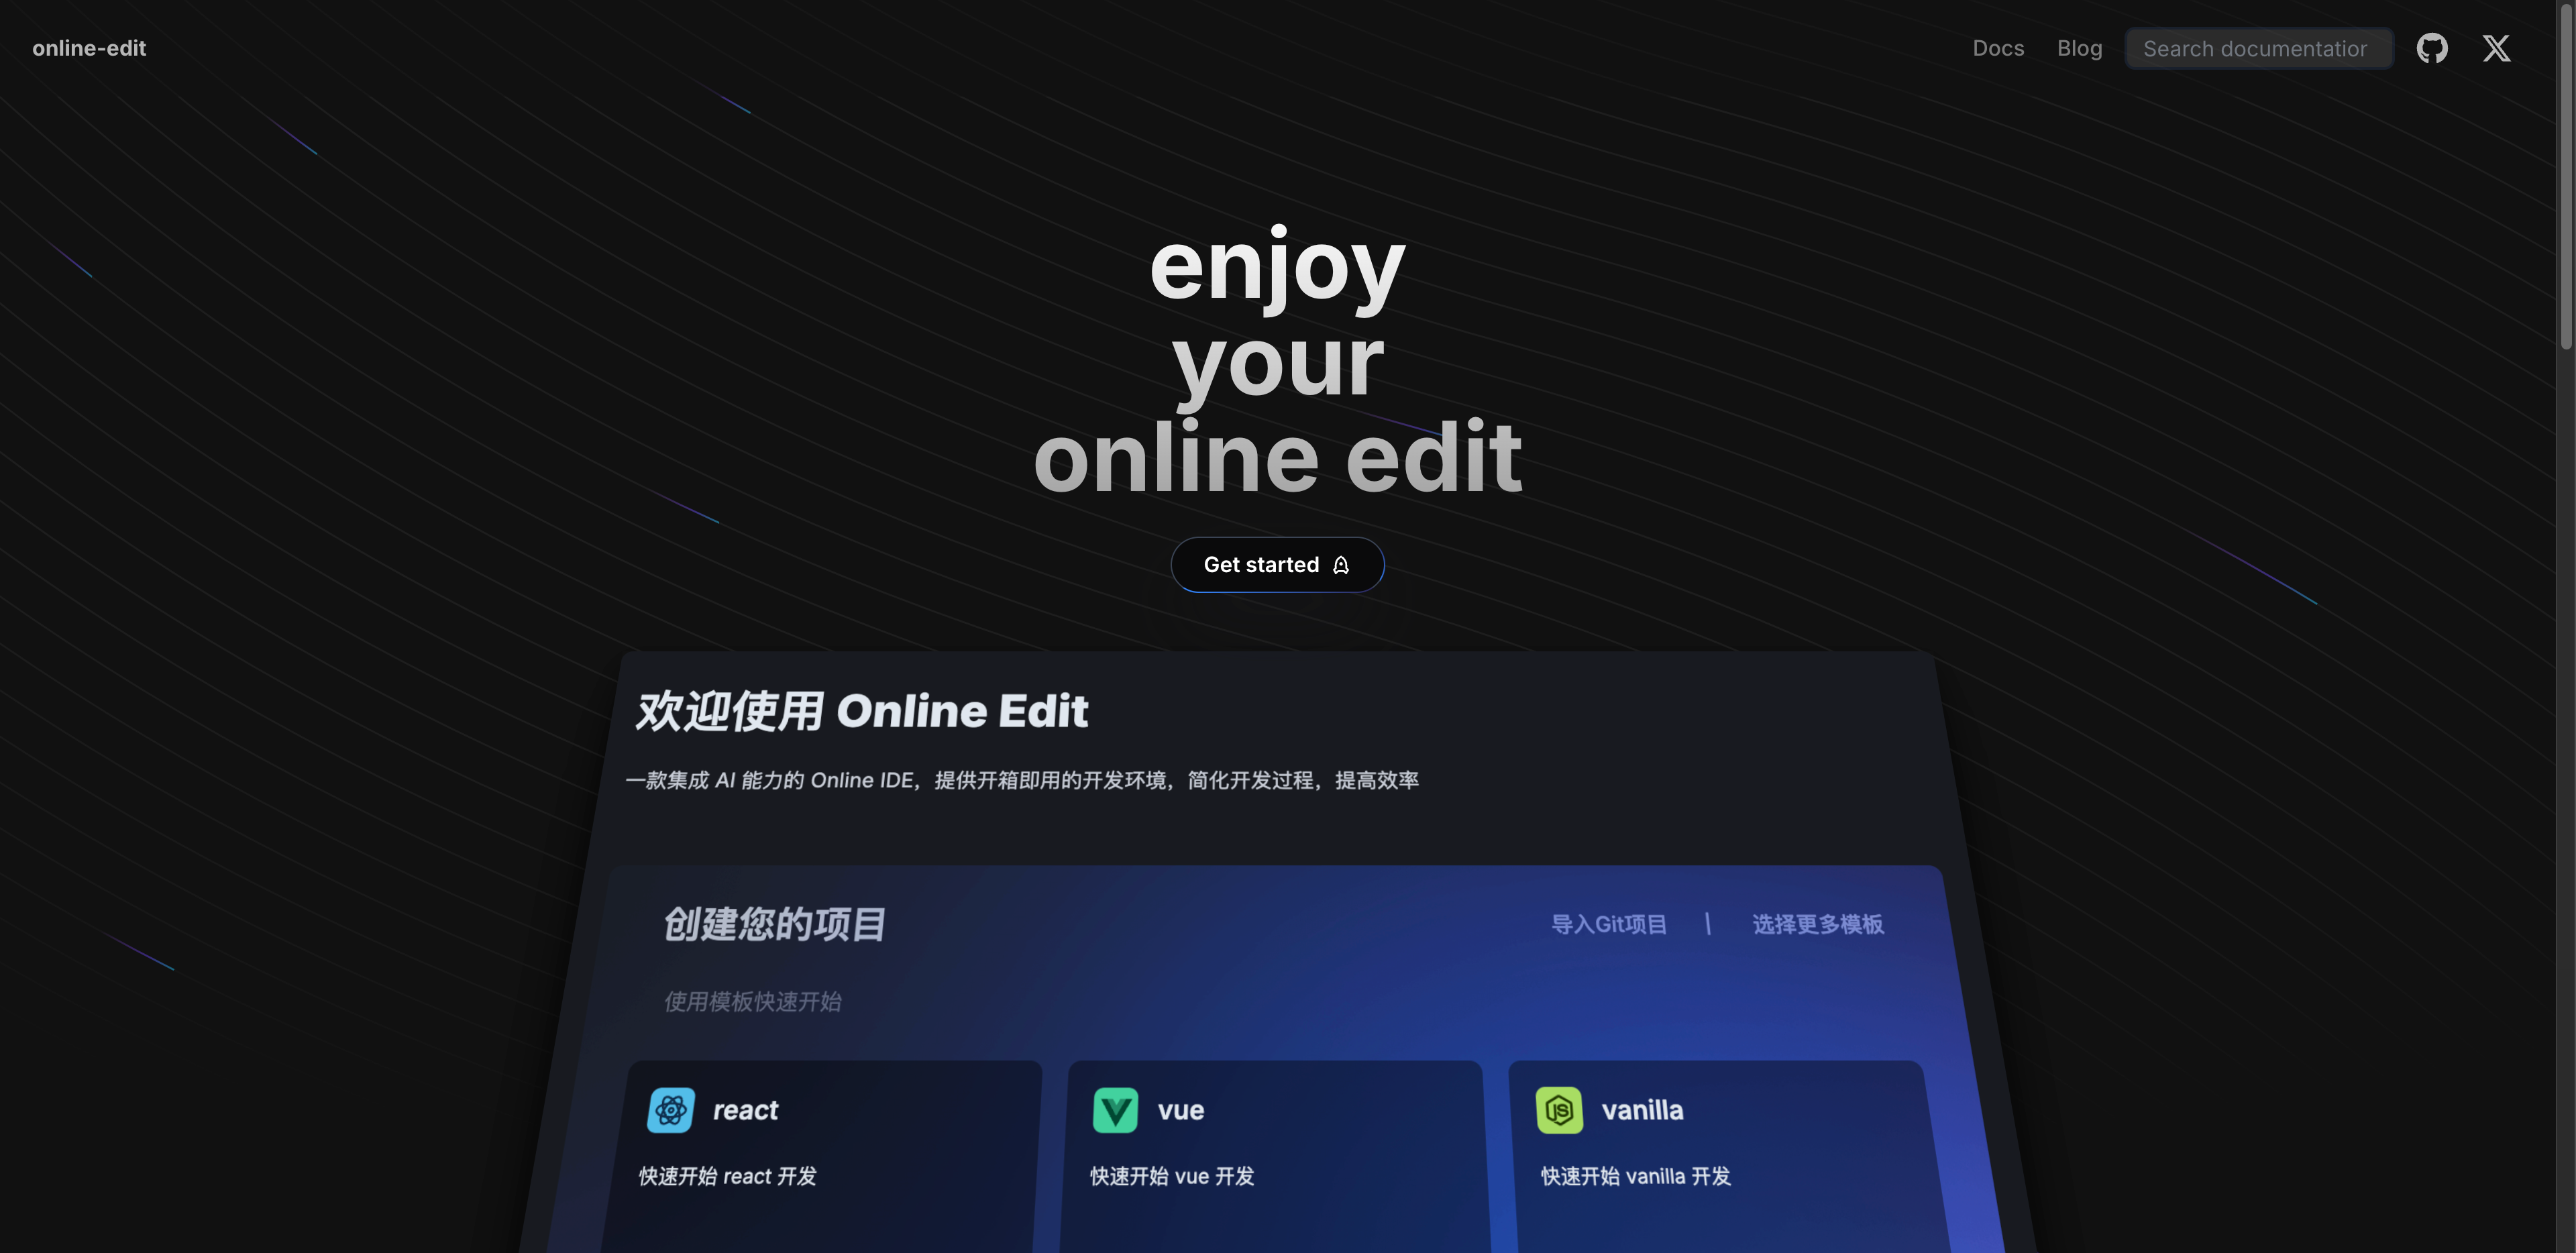 online-edit
Docs Blog Search documentatior
enjoy
your
online edit
Get started
欢迎使用 Online Edit
一款集成 AI 能力的 Online IDE，提供开箱即用的开发环境，简化开发过程，提高效率
创建您的项目
导入Git项目 | 选择更多模板
使用模板快速开始
react vue JS vanilla
快速开始 react 开发 快速开始 vue 开发 快速开始 vanilla 开发